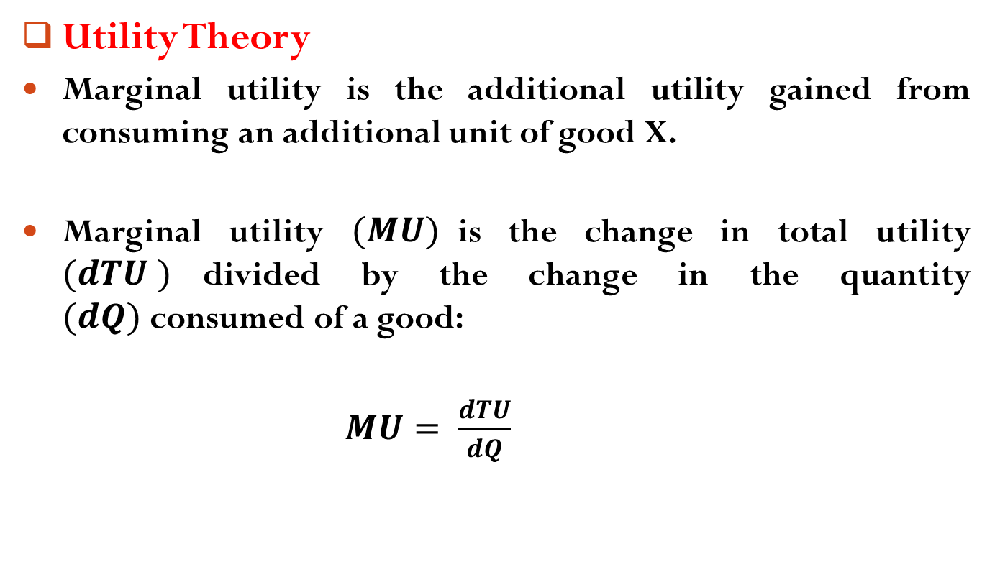 ❑ Utility Theory
• Marginal utility is the additional utility gained from
consuming an additional unit of good X.
• Marginal utility (MU) is the change in total utility
(dTU ) divided by the change in the quantity
(dQ) consumed of a good:
MU = dTU/dQ